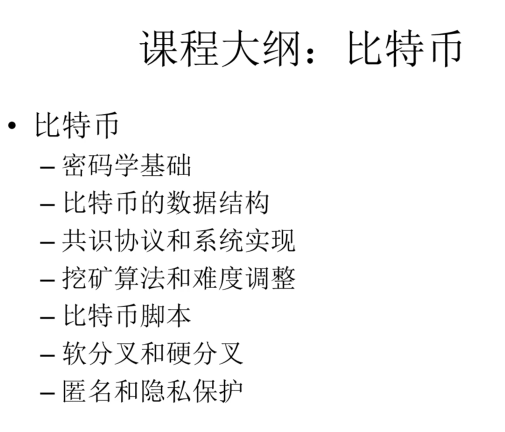 课程大纲：比特币
• 比特币
– 密码学基础
– 比特币的数据结构
– 共识协议和系统实现
– 挖矿算法和难度调整
– 比特币脚本
– 软分叉和硬分叉
– 匿名和隐私保护